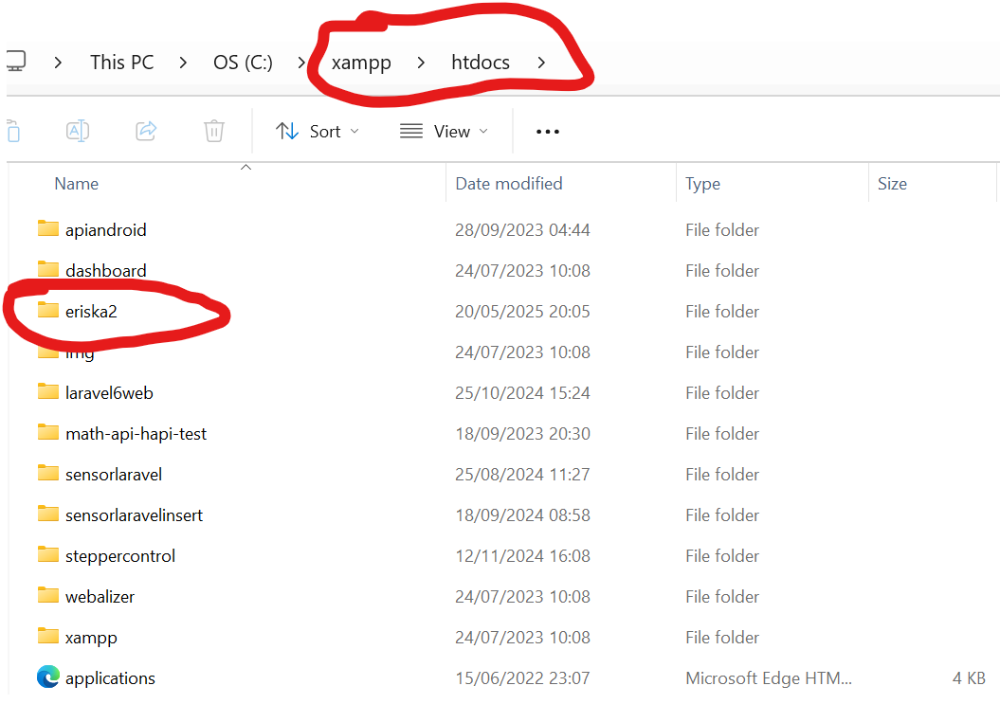 This PC OS (C:) xampp htdocs
Sort View
Name Date modified Type Size
apiandroid 28/09/2023 04:44 File folder
dashboard 24/07/2023 10:08 File folder
eriska2 20/05/2025 20:05 File folder
img 24/07/2023 10:08 File folder
laravel6web 25/10/2024 15:24 File folder
math-api-hapi-test 18/09/2023 20:30 File folder
sensorlaravel 25/08/2024 11:27 File folder
sensorlaravelinsert 18/09/2024 08:58 File folder
steppercontrol 12/11/2024 16:08 File folder
webalizer 24/07/2023 10:08 File folder
xampp 24/07/2023 10:08 File folder
applications 15/06/2022 23:07 Microsoft Edge HTM... 4 KB